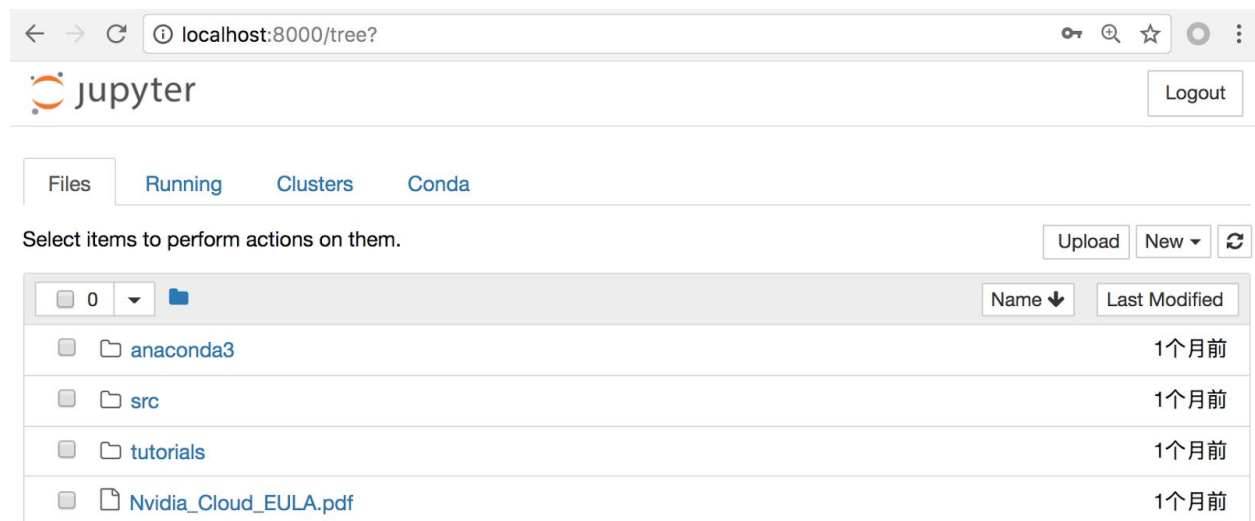 localhost:8000/tree?
jupyter
Logout
Files Running Clusters Conda
Select items to perform actions on them.
Upload New
0 Name Last Modified
anaconda3 1个月前
src 1个月前
tutorials 1个月前
Nvidia_Cloud_EULA.pdf 1个月前